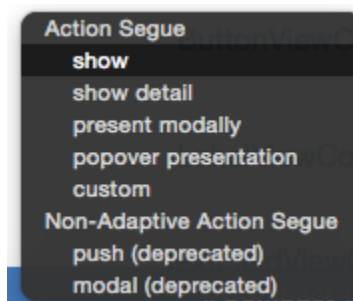 Action Segue
show
show detail
present modally
popover presentation
custom
Non-Adaptive Action Segue
push (deprecated)
modal (deprecated)